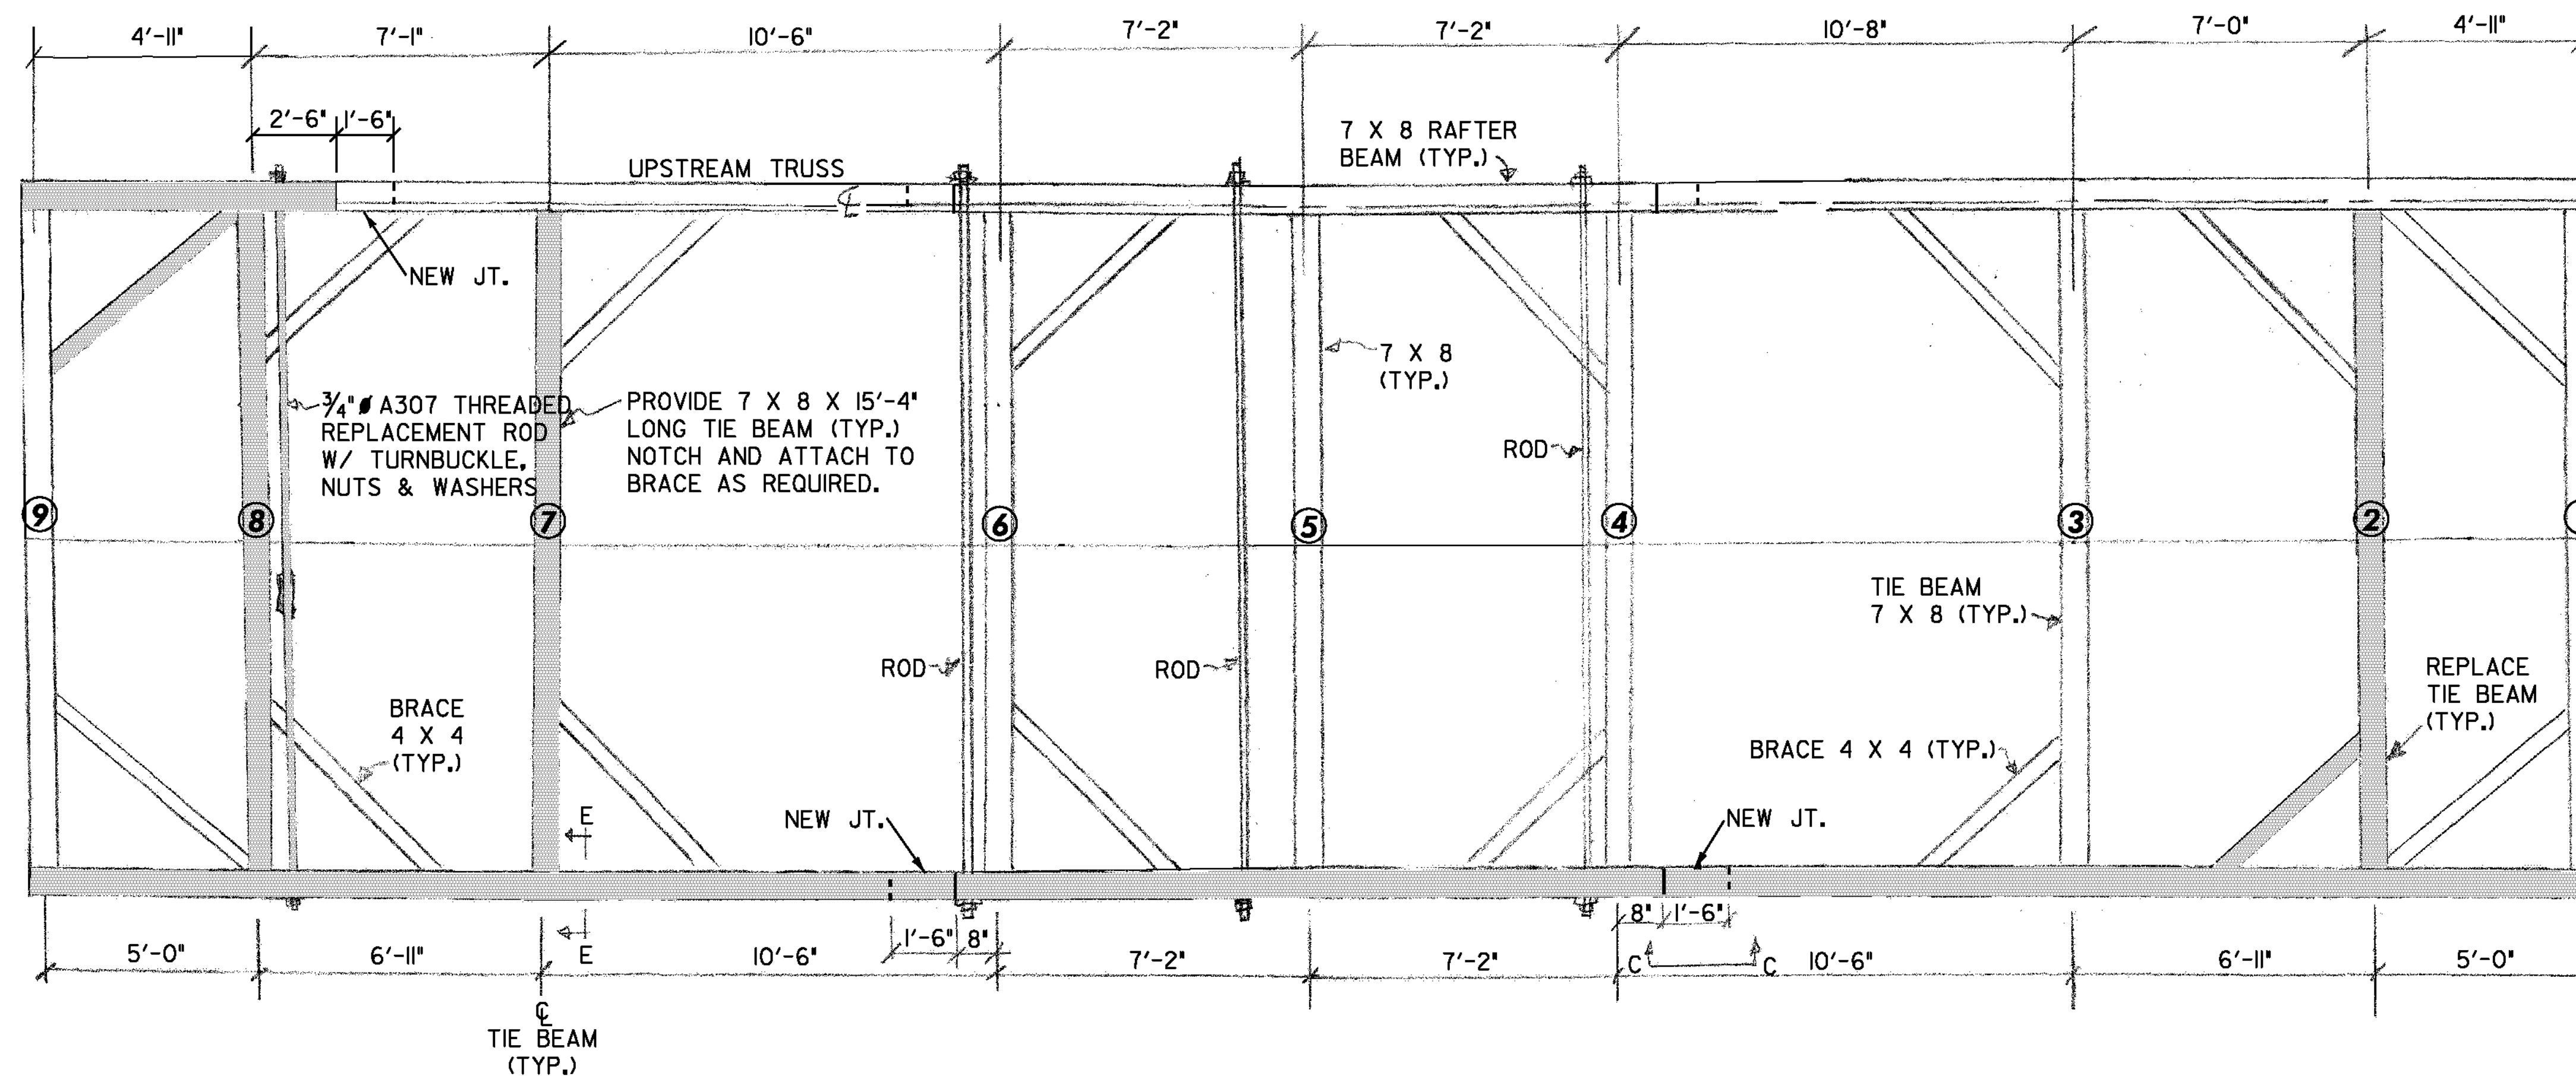 4'-11"
7'-1"
10'-6"
7'-2"
7'-2"
10'-8"
7'-0"
4'-11"
2'-6"
1'-6"
UPSTREAM TRUSS
℄
7 X 8 RAFTER
BEAM (TYP.)
NEW JT.
7 X 8
(TYP.)
3/4"ø A307 THREADED
REPLACEMENT ROD
W/ TURNBUCKLE,
NUTS & WASHERS
PROVIDE 7 X 8 X 15'-4"
LONG TIE BEAM (TYP.)
NOTCH AND ATTACH TO
BRACE AS REQUIRED.
ROD
9
8
7
6
5
4
3
2
TIE BEAM
7 X 8 (TYP.)
ROD
ROD
REPLACE
TIE BEAM
(TYP.)
BRACE
4 X 4
(TYP.)
BRACE 4 X 4 (TYP.)
E
NEW JT.
NEW JT.
E
1'-6"
8"
8"
1'-6"
C
C
5'-0"
6'-11"
10'-6"
7'-2"
7'-2"
10'-6"
6'-11"
5'-0"
℄
TIE BEAM
(TYP.)